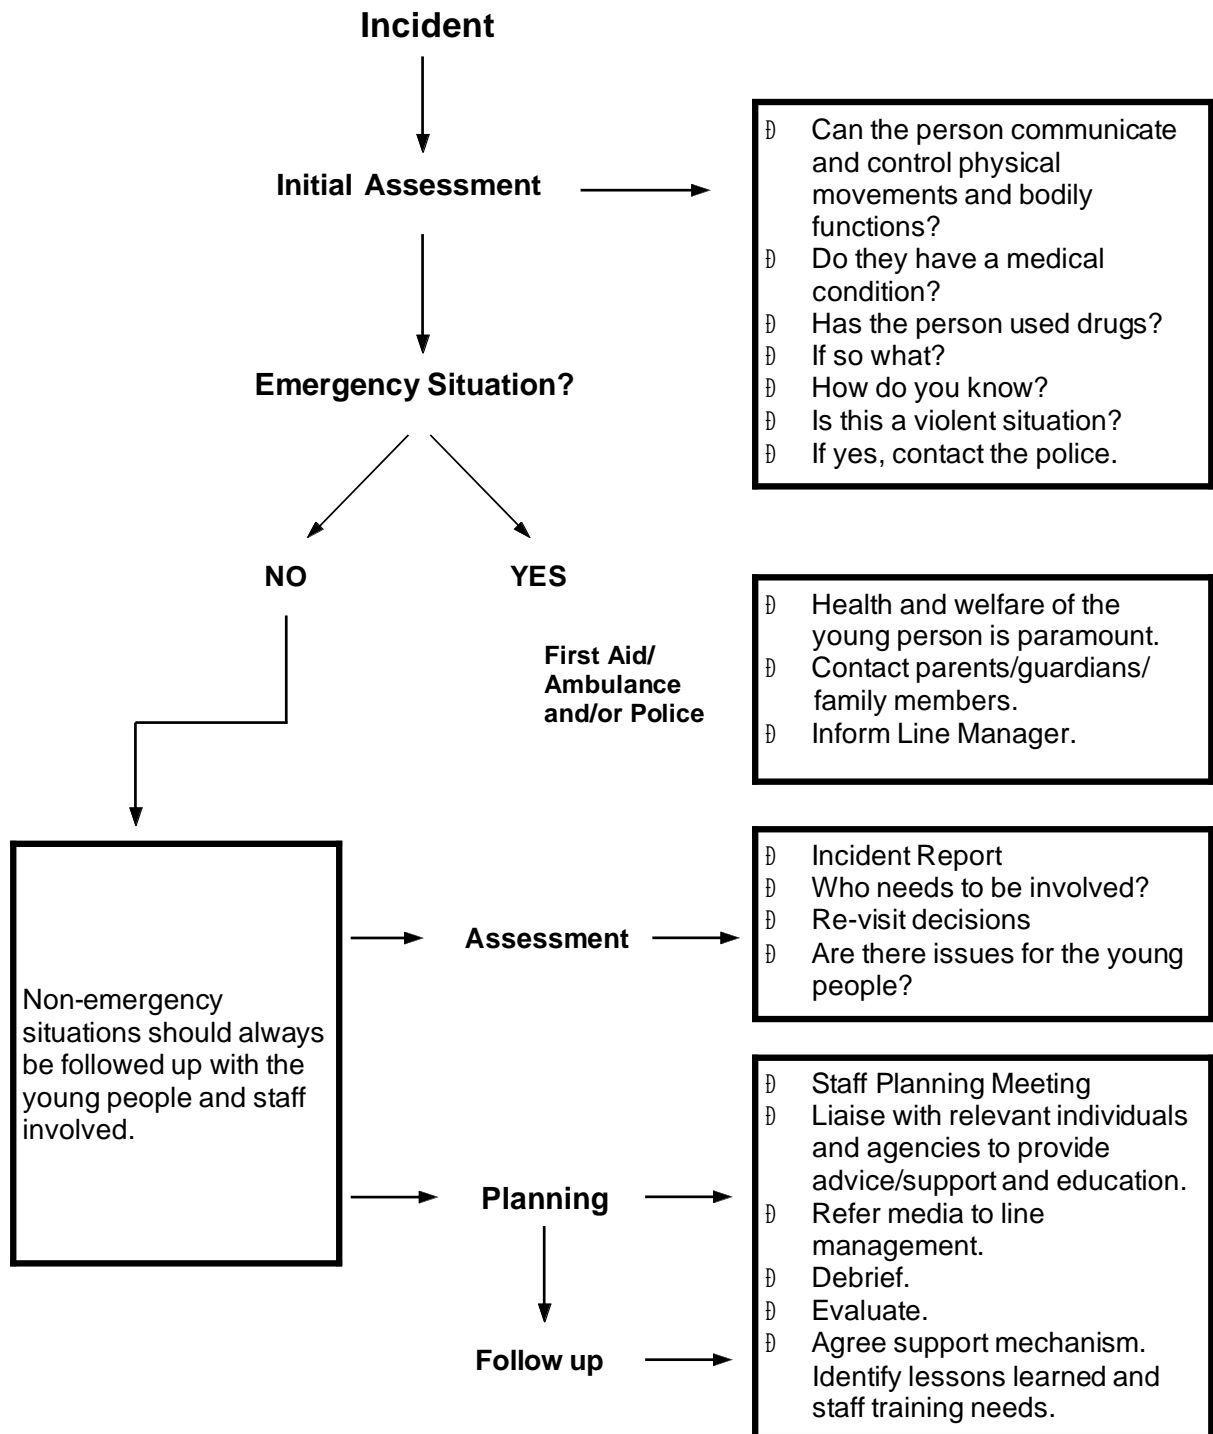 Incident
Initial Assessment
Ð Can the person communicate
and control physical
movements and bodily
functions?
Ð Do they have a medical
condition?
Ð Has the person used drugs?
Ð If so what?
Ð How do you know?
Ð Is this a violent situation?
Ð If yes, contact the police.
Emergency Situation?
NO
YES
First Aid/
Ambulance
and/or Police
Ð Health and welfare of the
young person is paramount.
Ð Contact parents/guardians/
family members.
Ð Inform Line Manager.
Non-emergency
situations should always
be followed up with the
young people and staff
involved.
Assessment
Ð Incident Report
Ð Who needs to be involved?
Ð Re-visit decisions
Ð Are there issues for the young
people?
Planning
Follow up
Ð Staff Planning Meeting
Ð Liaise with relevant individuals
and agencies to provide
advice/support and education.
Ð Refer media to line
management.
Ð Debrief.
Ð Evaluate.
Ð Agree support mechanism.
Identify lessons learned and
staff training needs.